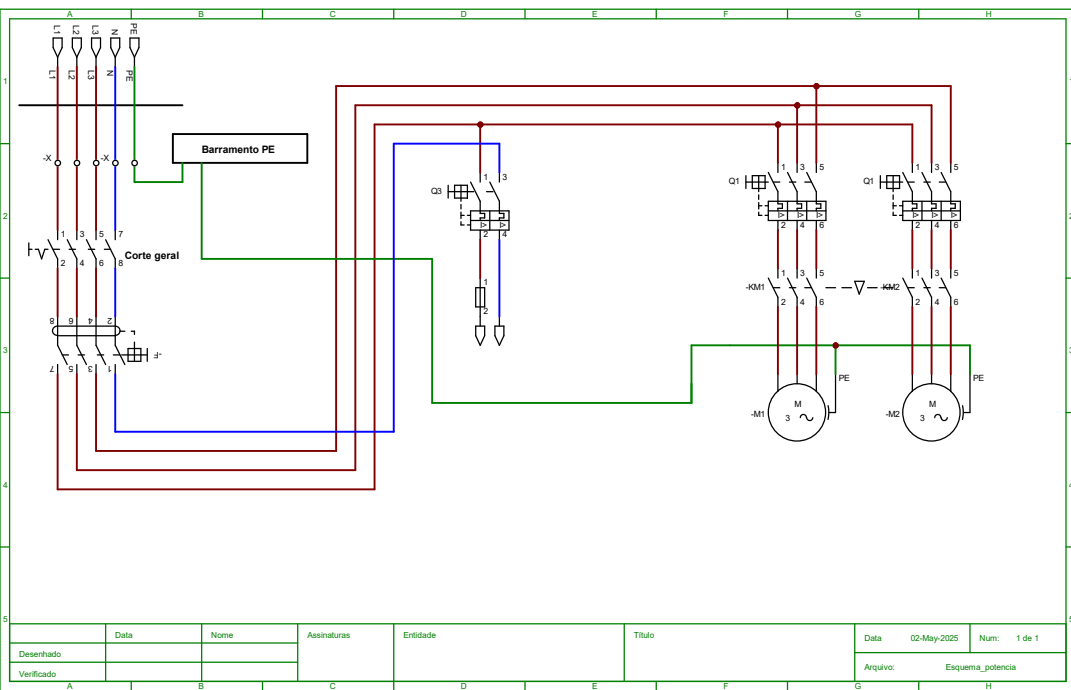 A B C D E F G H
L1 L2 L3 N PE
L1 L2 L3 N PE
1
1
Barramento PE
-X -X
1 3
Q3
2 4
1 3 5
Q1
2 4 6
1 3 5
Q1
2 4 6
2
2
1 3 5 7
Corte geral
2 4 6 8
1
2
1 3 5
-KM1
2 4 6
1 3 5
-KM2
2 4 6
8 6 4 2
-F
7 5 3 1
3
3
PE
PE
-M1
M
3
-M2
M
3
4
4
5
5
Data Nome Assinaturas Entidade Título
Data 02-May-2025 Num: 1 de 1
Desenhado
Verificado
Arquivo: Esquema_potencia
A B C D E F G H